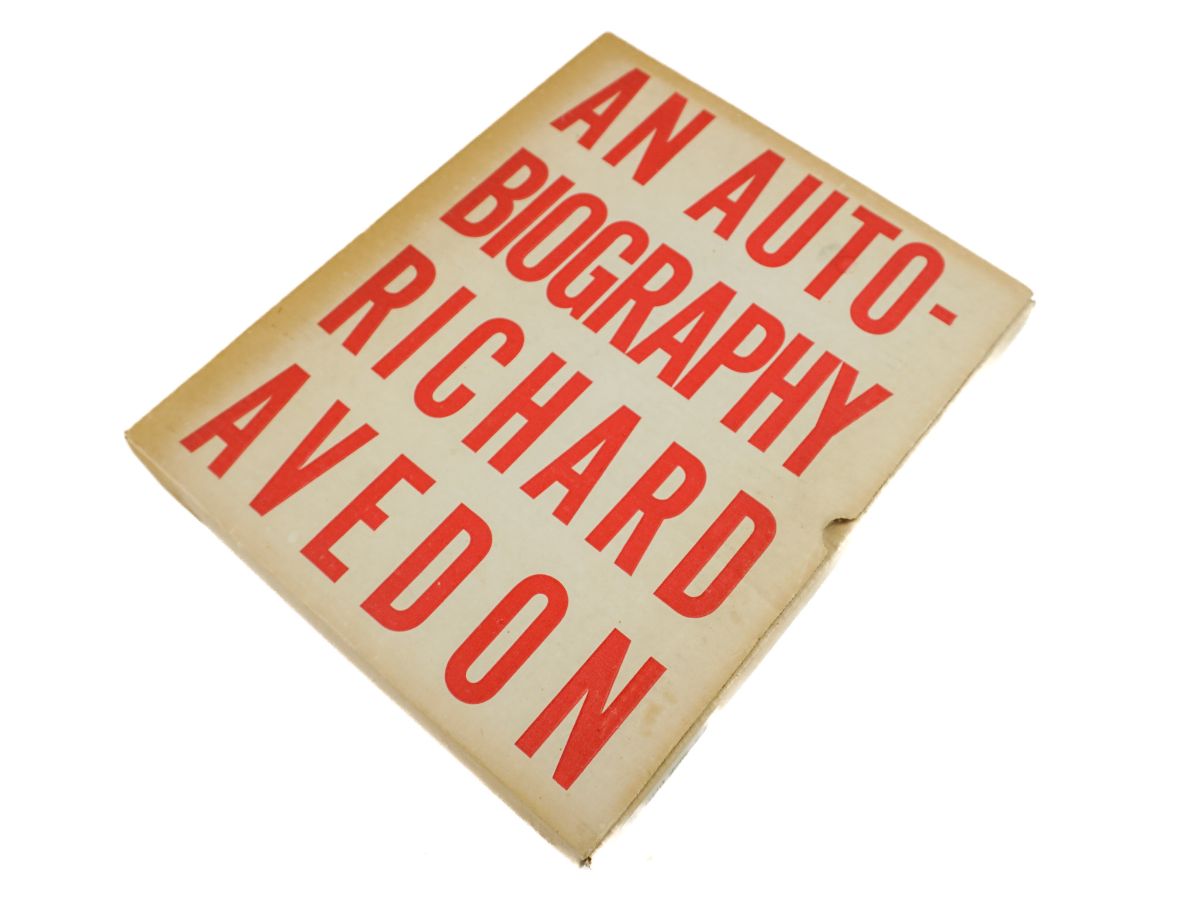 AN AUTO-
BIOGRAPHY
RICHARD
AVEDON